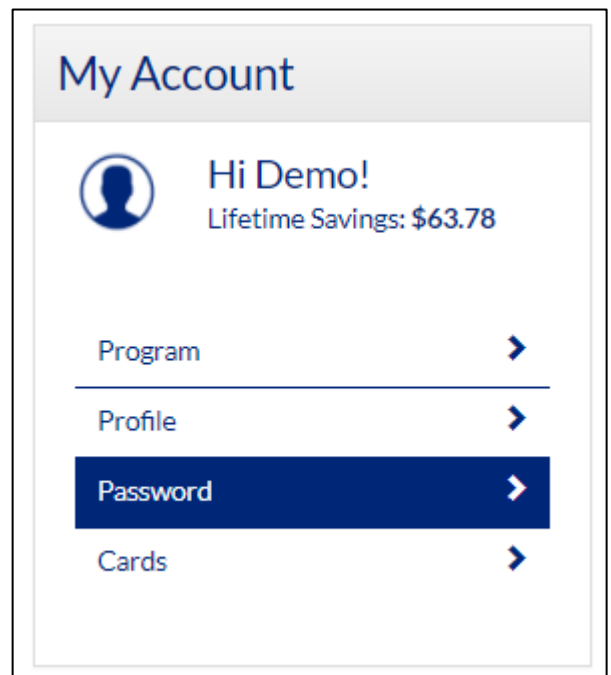 My Account
Hi Demo!
Lifetime Savings: $63.78
Program
Profile
Password
Cards